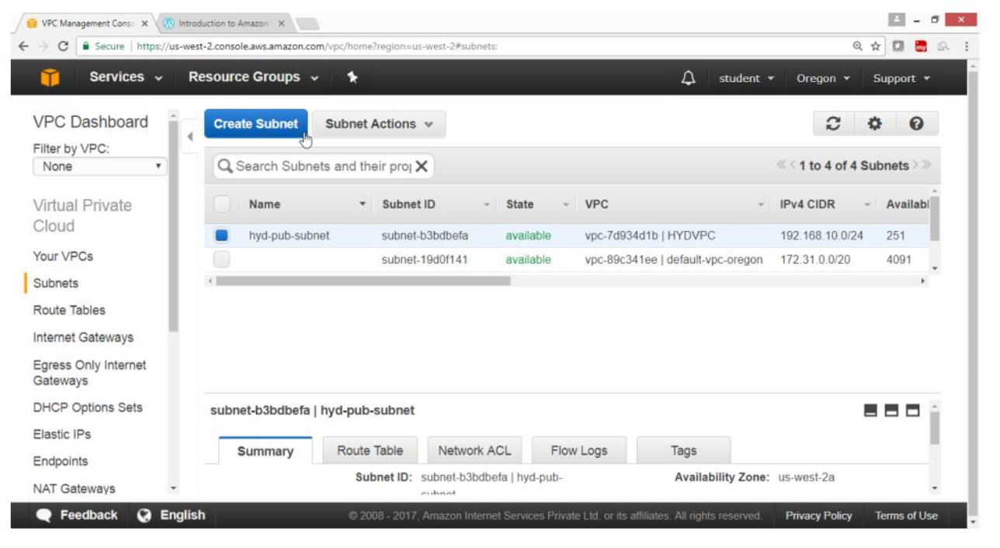 VPC Management Conso
Introduction to Amazon
Secure | https://us-west-2.console.aws.amazon.com/vpc/home?region=us-west-2#subnets:
my
Services Resource Groups student Oregon Support
VPC Dashboard
Filter by VPC:
None
Virtual Private
Cloud
Your VPCs
Subnets
Route Tables
Internet Gateways
Egress Only Internet
Gateways
DHCP Options Sets
Elastic IPs
Endpoints
NAT Gateways
Create Subnet Subnet Actions
Search Subnets and their pro
1 to 4 of 4 Subnets
Name Subnet ID State VPC IPv4 CIDR Availabl
hyd-pub-subnet subnet-b3bdbefa available vpc-7d934d1b | HYDVPC 192.168.10.0/24 251
subnet-19d0f141 available vpc-89c341ee | default-vpc-oregon 172.31.0.0/20 4091
subnet-b3bdbefa | hyd-pub-subnet
Summary Route Table Network ACL Flow Logs Tags
Subnet ID: subnet-b3bdbefa | hyd-pub-
subnet
Availability Zone: us-west-2a
Feedback English © 2008 - 2017, Amazon Internet Services Private Ltd. or its affiliates. All rights reserved. Privacy Policy Terms of Use